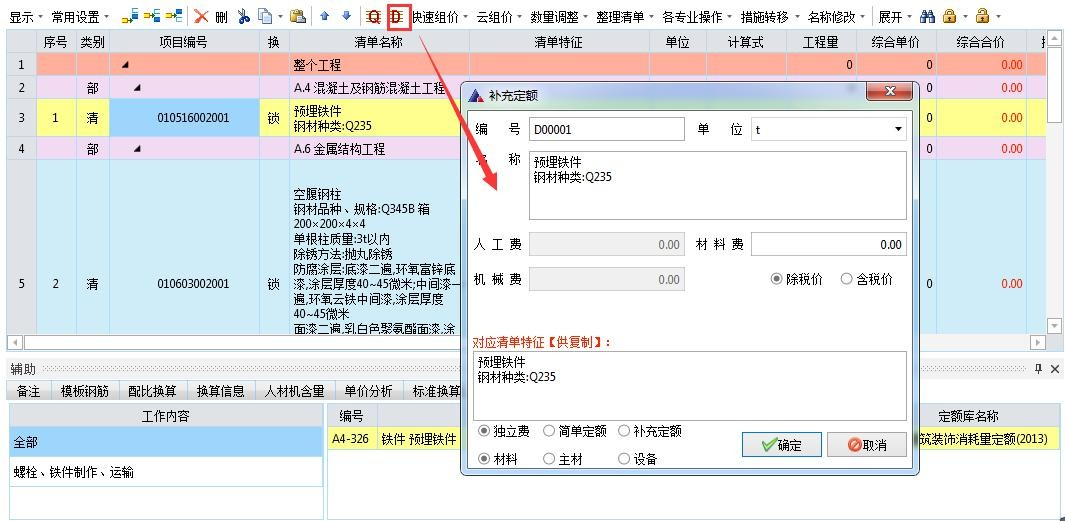 显示 常用设置 删 Q D 快速组价 云组价 数量调整 整理清单 各专业操作 措施转移 名称修改 展开
序号 类别 项目编号 换 清单名称 清单特征 单位 计算式 工程量 综合单价 综合合价
1 整个工程 0 0 0.00
2 部 A.4 混凝土及钢筋混凝土工程 0 0.00
3 1 清 010516002001 锁 预埋铁件
钢材种类:Q235
0 0.00
4 部 A.6 金属结构工程 0 0.00
5 2 清 010603002001 锁
空腹钢柱
钢材品种、规格:Q345B 箱
200×200×4×4
单根柱质量:3t以内
除锈方法:抛丸除锈
防腐涂层:底漆二遍,环氧富锌底
漆,涂层厚度40~45微米;中间漆一
遍,环氧云铁中间漆,涂层厚度
40~45微米
面漆二遍,乳白色聚氨酯面漆,涂
0 0.00
补充定额
编 号 D00001 单 位 t
名 称 预埋铁件
钢材种类:Q235
人工费 0.00 材料费 0.00
机械费 0.00 除税价 含税价
对应清单特征【供复制】:
预埋铁件
钢材种类:Q235
独立费 简单定额 补充定额
材料 主材 设备
确定 取消
辅助
备注 模板钢筋 配比换算 换算信息 人材机含量 单价分析 标准换算
工作内容 编号 定额库名称
全部 A4-326 铁件 预埋铁件 筑装饰消耗量定额(2013)
螺栓、铁件制作、运输